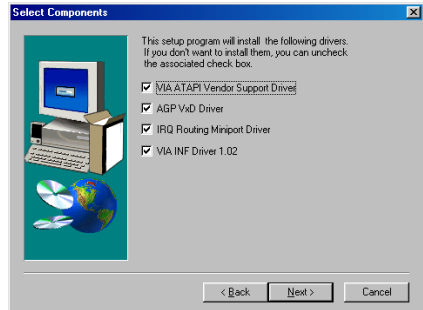 Select Components
This setup program will install the following drivers.
If you don't want to install them, you can uncheck
the associated check box.
VIA ATAPI Vendor Support Driver
AGP VxD Driver
IRQ Routing Miniport Driver
VIA INF Driver 1.02
< Back Next > Cancel